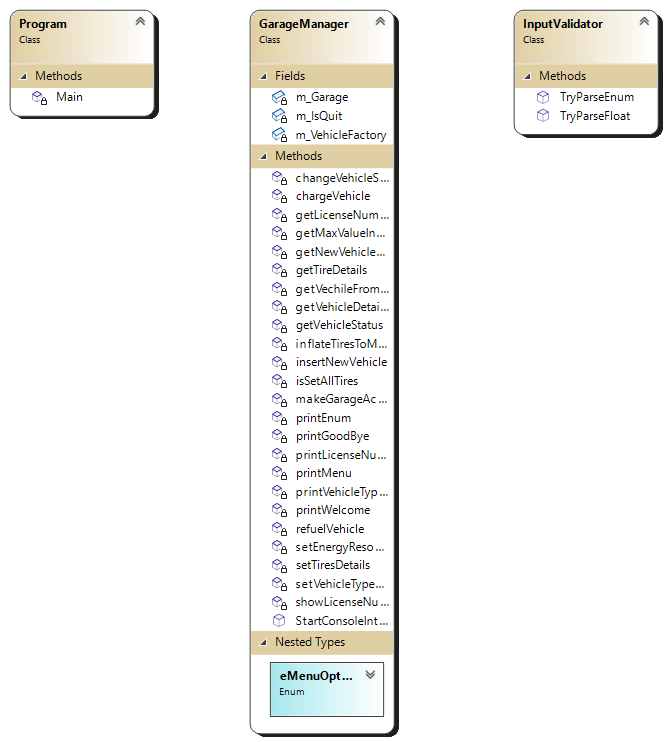 Program
Class
Methods
Main
GarageManager
Class
Fields
m_Garage
m_IsQuit
m_VehicleFactory
Methods
changeVehicleS...
chargeVehicle
getLicenseNum...
getMaxValueIn...
getNewVehicle...
getTireDetails
getVechileFrom...
getVehicleDetai...
getVehicleStatus
inflateTiresToM...
insertNewVehicle
isSetAllTires
makeGarageAc...
printEnum
printGoodBye
printLicenseNu...
printMenu
printVehicleTyp...
printWelcome
refuelVehicle
setEnergyReso...
setTiresDetails
setVehicleType...
showLicenseNu...
StartConsoleInt...
Nested Types
eMenuOpt...
Enum
InputValidator
Class
Methods
TryParseEnum
TryParseFloat